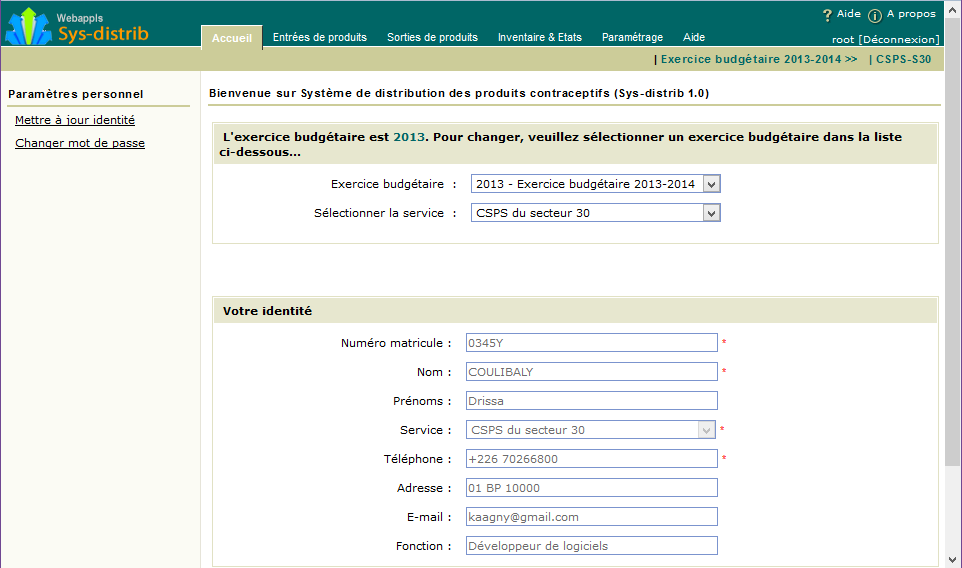 Webappls
Sys-distrib
? Aide
A propos
Accueil
Entrées de produits
Sorties de produits
Inventaire & Etats
Paramétrage
Aide
root [Déconnexion]
| Exercice budgétaire 2013-2014 >> | CSPS-S30
Paramètres personnel
Mettre à jour identité
Changer mot de passe
Bienvenue sur Système de distribution des produits contraceptifs (Sys-distrib 1.0)
L'exercice budgétaire est 2013. Pour changer, veuillez sélectionner un exercice budgétaire dans la liste
ci-dessous...
Exercice budgétaire : 2013 - Exercice budgétaire 2013-2014
Sélectionner la service : CSPS du secteur 30
Votre identité
Numéro matricule : 0345Y *
Nom : COULIBALY *
Prénoms : Drissa
Service : CSPS du secteur 30 *
Téléphone : +226 70266800 *
Adresse : 01 BP 10000
E-mail : kaagny@gmail.com
Fonction : Développeur de logiciels